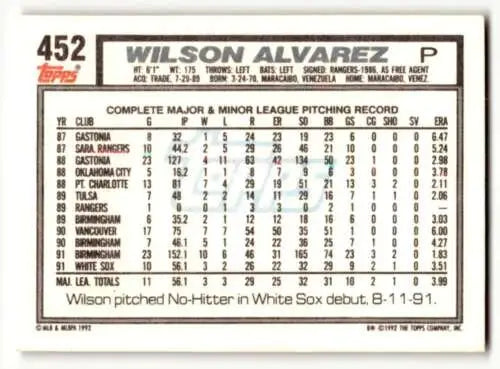 452 WILSON ALVAREZ P
Topps HT: 6'1" WT: 175 THROWS: LEFT BATS: LEFT SIGNED: RANGERS-1986, AS FREE AGENT
ACQ: TRADE, 7-29-89 BORN: 3-24-70, MARACAIBO, VENEZUELA HOME: MARACAIBO, VENEZ.
COMPLETE MAJOR & MINOR LEAGUE PITCHING RECORD
YR CLUB G IP W L R ER SO BB GS CG SHO SV ERA
87 GASTONIA 8 32 1 5 24 23 19 23 6 0 0 0 6.47
87 SARA. RANGERS 10 44.2 2 5 29 26 46 21 10 0 0 0 5.24
88 GASTONIA 23 127 4 11 63 42 134 50 23 1 0 0 2.98
88 OKLAHOMA CITY 5 16.1 8 7 9 6 3 0 0 0 3.78
88 PT. CHARLOTTE 13 81 7 4 29 19 51 21 13 3 2 0 2.11
89 TULSA 7 48 2 2 14 11 29 16 7 1 1 0 2.06
89 RANGERS 1 0 0 1 3 3 0 2 1 0 0 0 —
89 BIRMINGHAM 6 35.2 2 1 12 12 18 16 6 0 0 0 3.03
90 VANCOUVER 17 75 7 7 54 50 35 51 0 0 6.00
90 BIRMINGHAM 7 46.1 5 1 24 22 36 25 7 0 0 0 4.27
91 BIRMINGHAM 23 152.1 10 6 46 165 74 23 3 0 1.83
91 WHITE SOX 10 56.1 3 2 26 22 32 29 9 2 1 0 3.51
MAJ. LEA. TOTALS 11 56.1 3 3 29 25 32 31 10 2 1 0 3.99
Wilson pitched No-Hitter in White Sox debut, 8-11-91.
©MLB & MLBPA 1992 ®©1992 THE TOPPS COMPANY, INC.